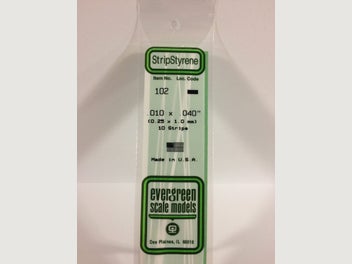 StripStyrene
Item No. Loc. Code
102
.010 x .040"
(0.25 x 1.0 mm)
10 Strips
Made in U.S.A.
evergreen
scale models
Des Plaines, IL 60018